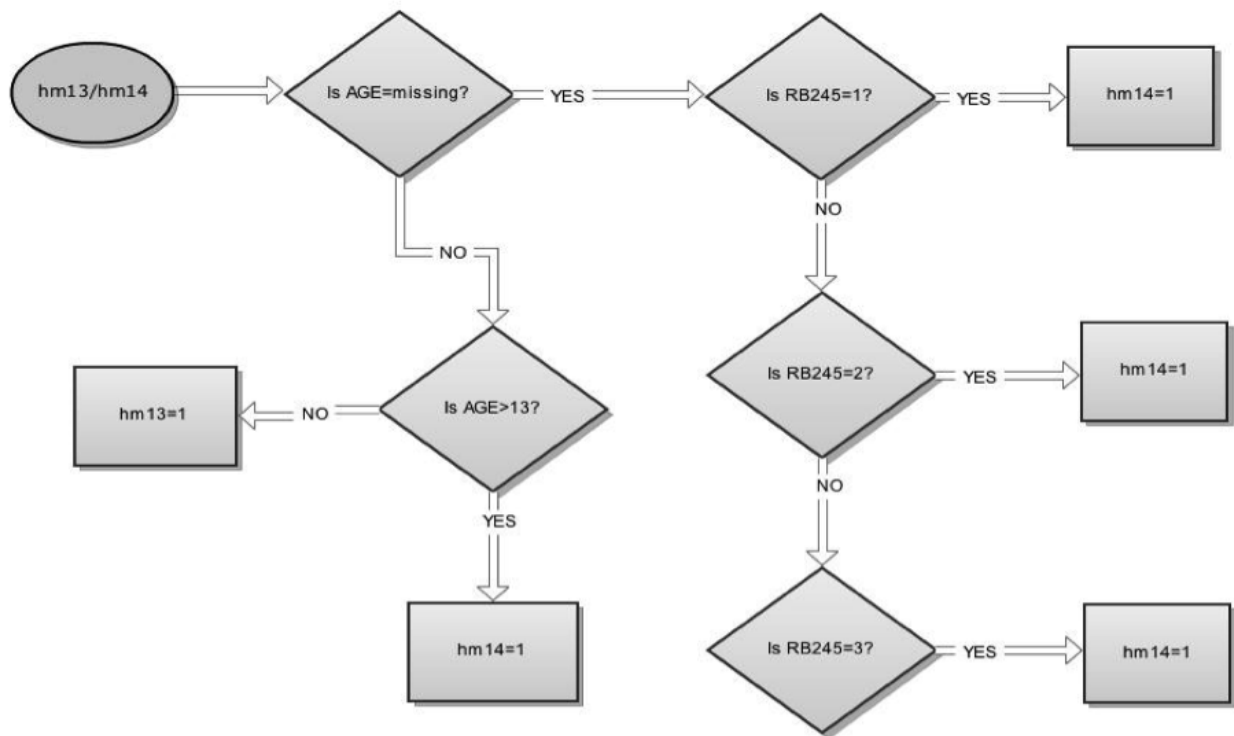 hm13/hm14
Is AGE=missing?
YES
Is RB245=1?
YES
hm14=1
NO
NO
Is RB245=2?
YES
hm14=1
hm13=1
NO
Is AGE>13?
YES
NO
hm14=1
Is RB245=3?
YES
hm14=1